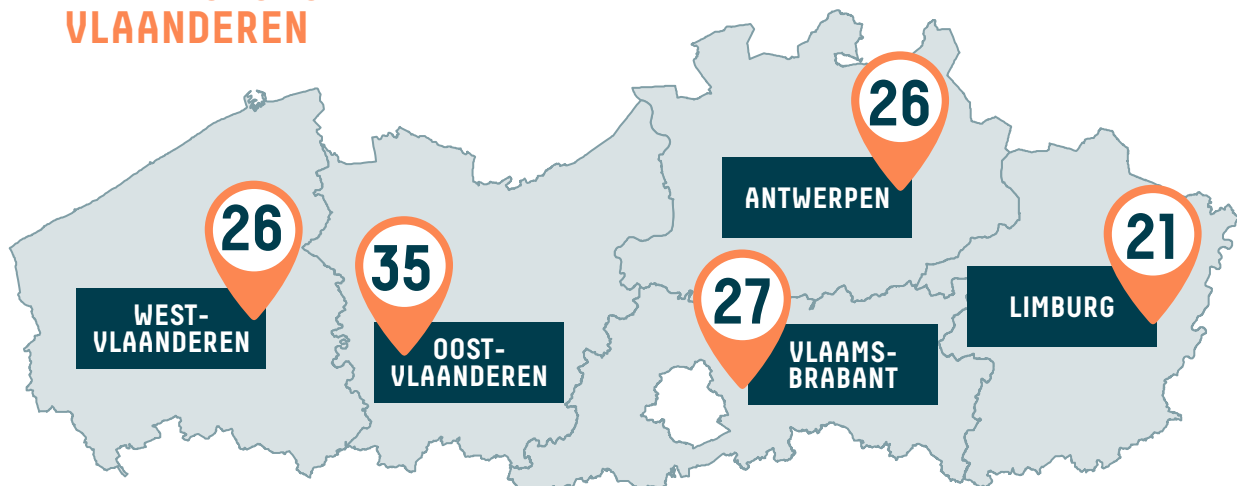 VLAANDEREN
26
ANTWERPEN
26
WEST-
VLAANDEREN
35
OOST-
VLAANDEREN
27
VLAAMS-
BRABANT
21
LIMBURG